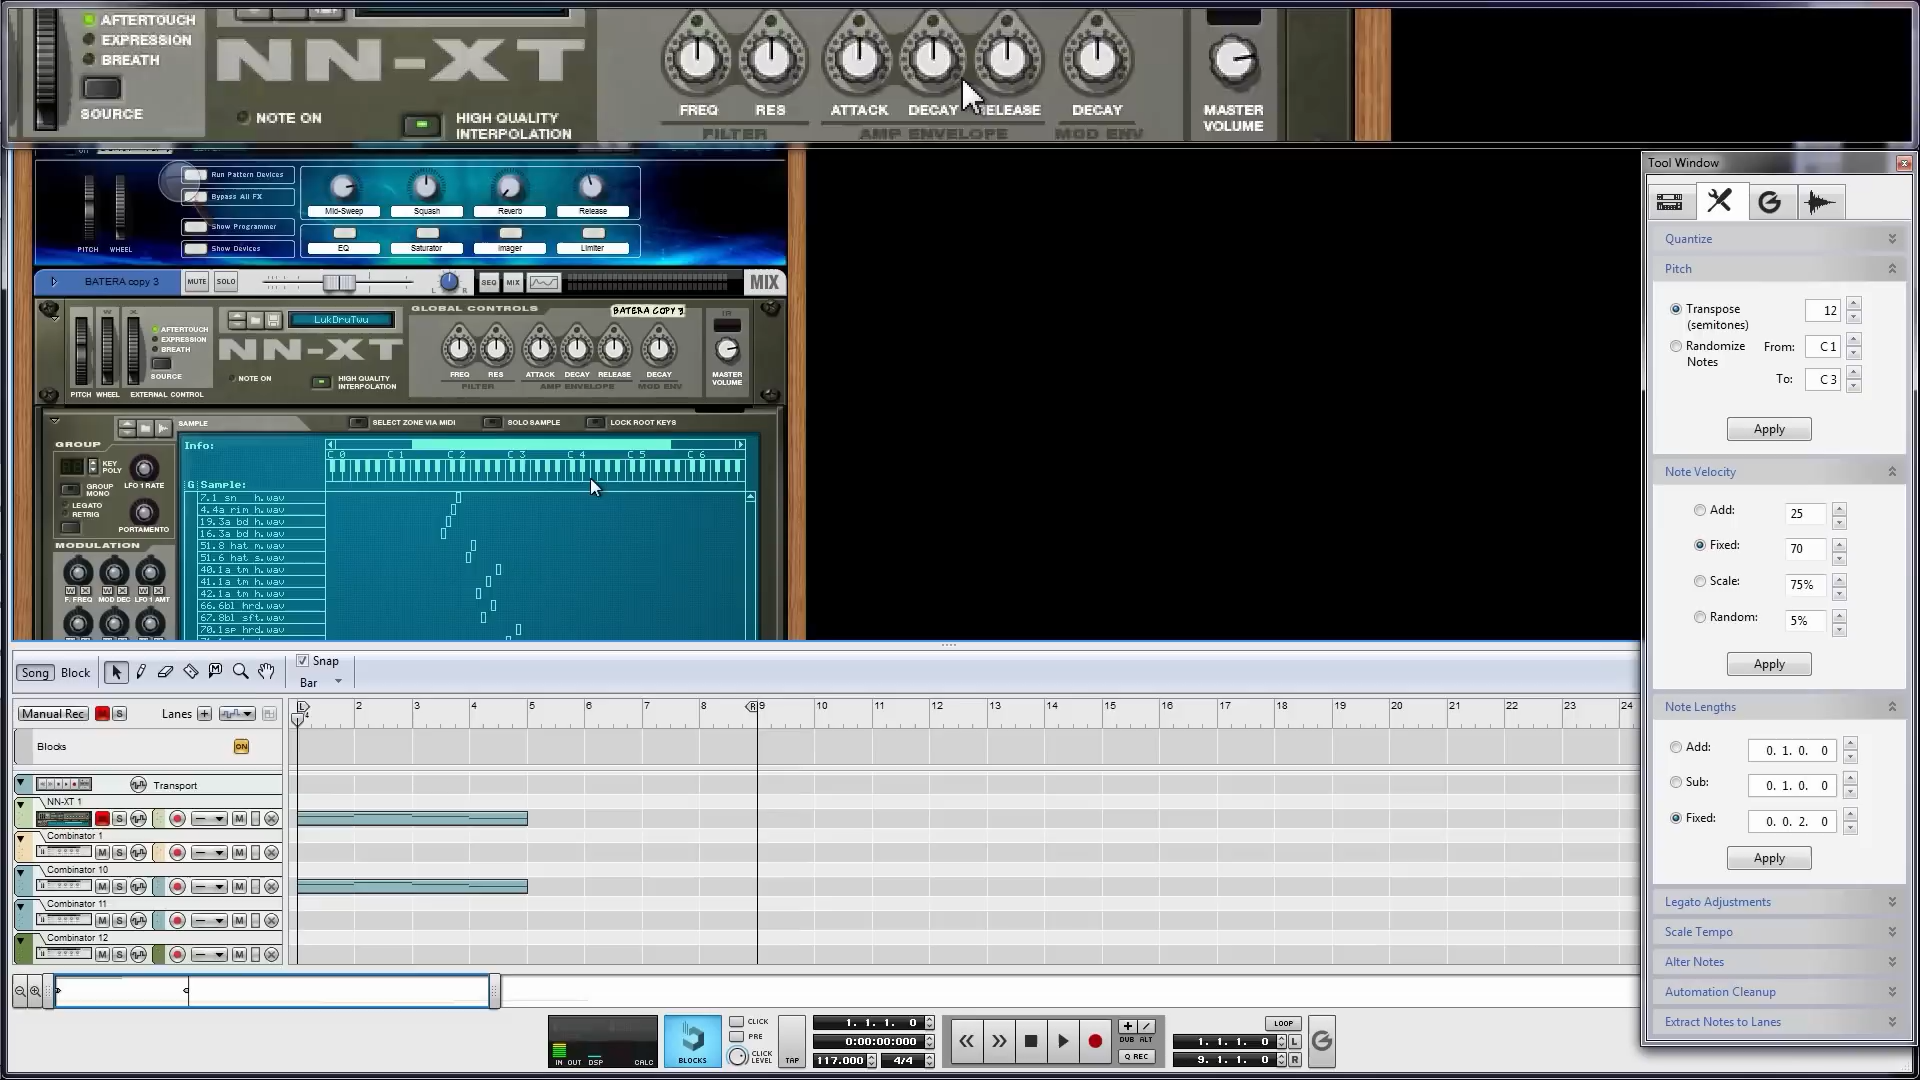 AFTERTOUCH
EXPRESSION
BREATH
SOURCE
NN-XT
NOTE ON
HIGH QUALITY
INTERPOLATION
FREQ
RES
ATTACK
DECAY
RELEASE
DECAY
MASTER
VOLUME
FILTER
AMP ENVELOPE
MOD ENV
Run Pattern Devices
Bypass All FX
Show Programmer
Show Devices
PITCH
WHEEL
Mid-Sweep
Squash
Reverb
Release
EQ
Saturator
Imager
Limiter
BATERA copy 3
MUTE
SOLO
L
R
SEQ
MIX
MIX
AFTERTOUCH
EXPRESSION
BREATH
SOURCE
PITCH WHEEL
EXTERNAL CONTROL
LukDruTwu
NN-XT
NOTE ON
HIGH QUALITY
INTERPOLATION
GLOBAL CONTROLS
BATERA COPY 3
FREQ
RES
ATTACK
DECAY
RELEASE
DECAY
FILTER
AMP ENVELOPE
MOD ENV
MASTER
VOLUME
SAMPLE
SELECT ZONE VIA MIDI
SOLO SAMPLE
LOCK ROOT KEYS
GROUP
KEY
POLY
LFO 1 RATE
GROUP
MONO
LEGATO
RETRIG
PORTAMENTO
MODULATION
W X
W X
W X
F. FREQ
MOD DEC
LFO 1 AMT
Info:
C 0
C 1
C 2
C 3
C 4
C 5
C 6
G Sample:
7.1 sn h.wav
4.4a rim h.wav
19.3a bd h.wav
16.3a bd h.wav
51.8 hat m.wav
51.6 hat s.wav
40.1a tm h.wav
41.1a tm h.wav
42.1a tm h.wav
66.6bl hrd.wav
67.8bl sft.wav
70.1sp hrd.wav
Tool Window
Quantize
Pitch
Transpose
(semitones)
12
Randomize
Notes
From:
C 1
To:
C 3
Apply
Note Velocity
Add:
25
Fixed:
70
Scale:
75%
Random:
5%
Apply
Note Lengths
Add:
0. 1. 0. 0
Sub:
0. 1. 0. 0
Fixed:
0. 0. 2. 0
Apply
Legato Adjustments
Scale Tempo
Alter Notes
Automation Cleanup
Extract Notes to Lanes
Song
Block
Snap
Bar
Manual Rec
S
Lanes
L
2
3
4
5
6
7
8
R
9
10
11
12
13
14
15
16
17
18
19
20
21
22
23
24
Blocks
ON
Transport
NN-XT 1
S
M
Combinator 1
M
S
M
Combinator 10
M
S
M
Combinator 11
M
S
M
Combinator 12
M
S
M
IN OUT DSP
CALC
BLOCKS
CLICK
PRE
CLICK
LEVEL
TAP
1. 1. 1. 0
0:00:00:000
117.000
4/4
DUB ALT
Q REC
LOOP
1. 1. 1. 0
L
9. 1. 1. 0
R